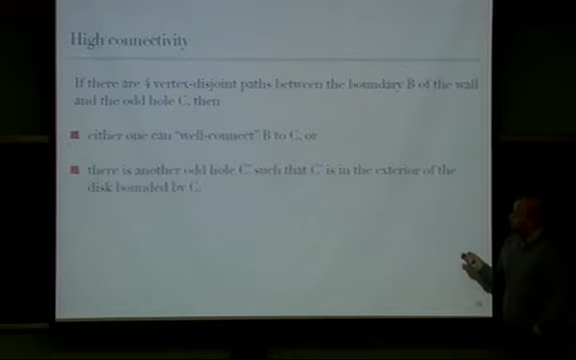 High connectivity
If there are 4 vertex-disjoint paths between the boundary B of the wall
and the odd hole C, then
either one can "well-connect" B to C, or
there is another odd hole C' such that C' is in the exterior of the
disk bounded by C.